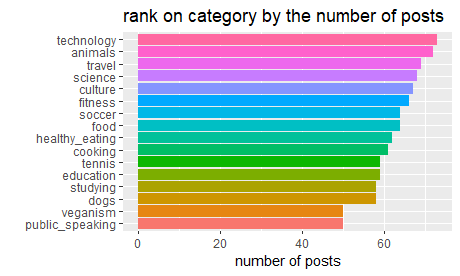 rank on category by the number of posts
technology
animals
travel
science
culture
fitness
soccer
food
healthy_eating
cooking
tennis
education
studying
dogs
veganism
public_speaking
0 20 40 60
number of posts